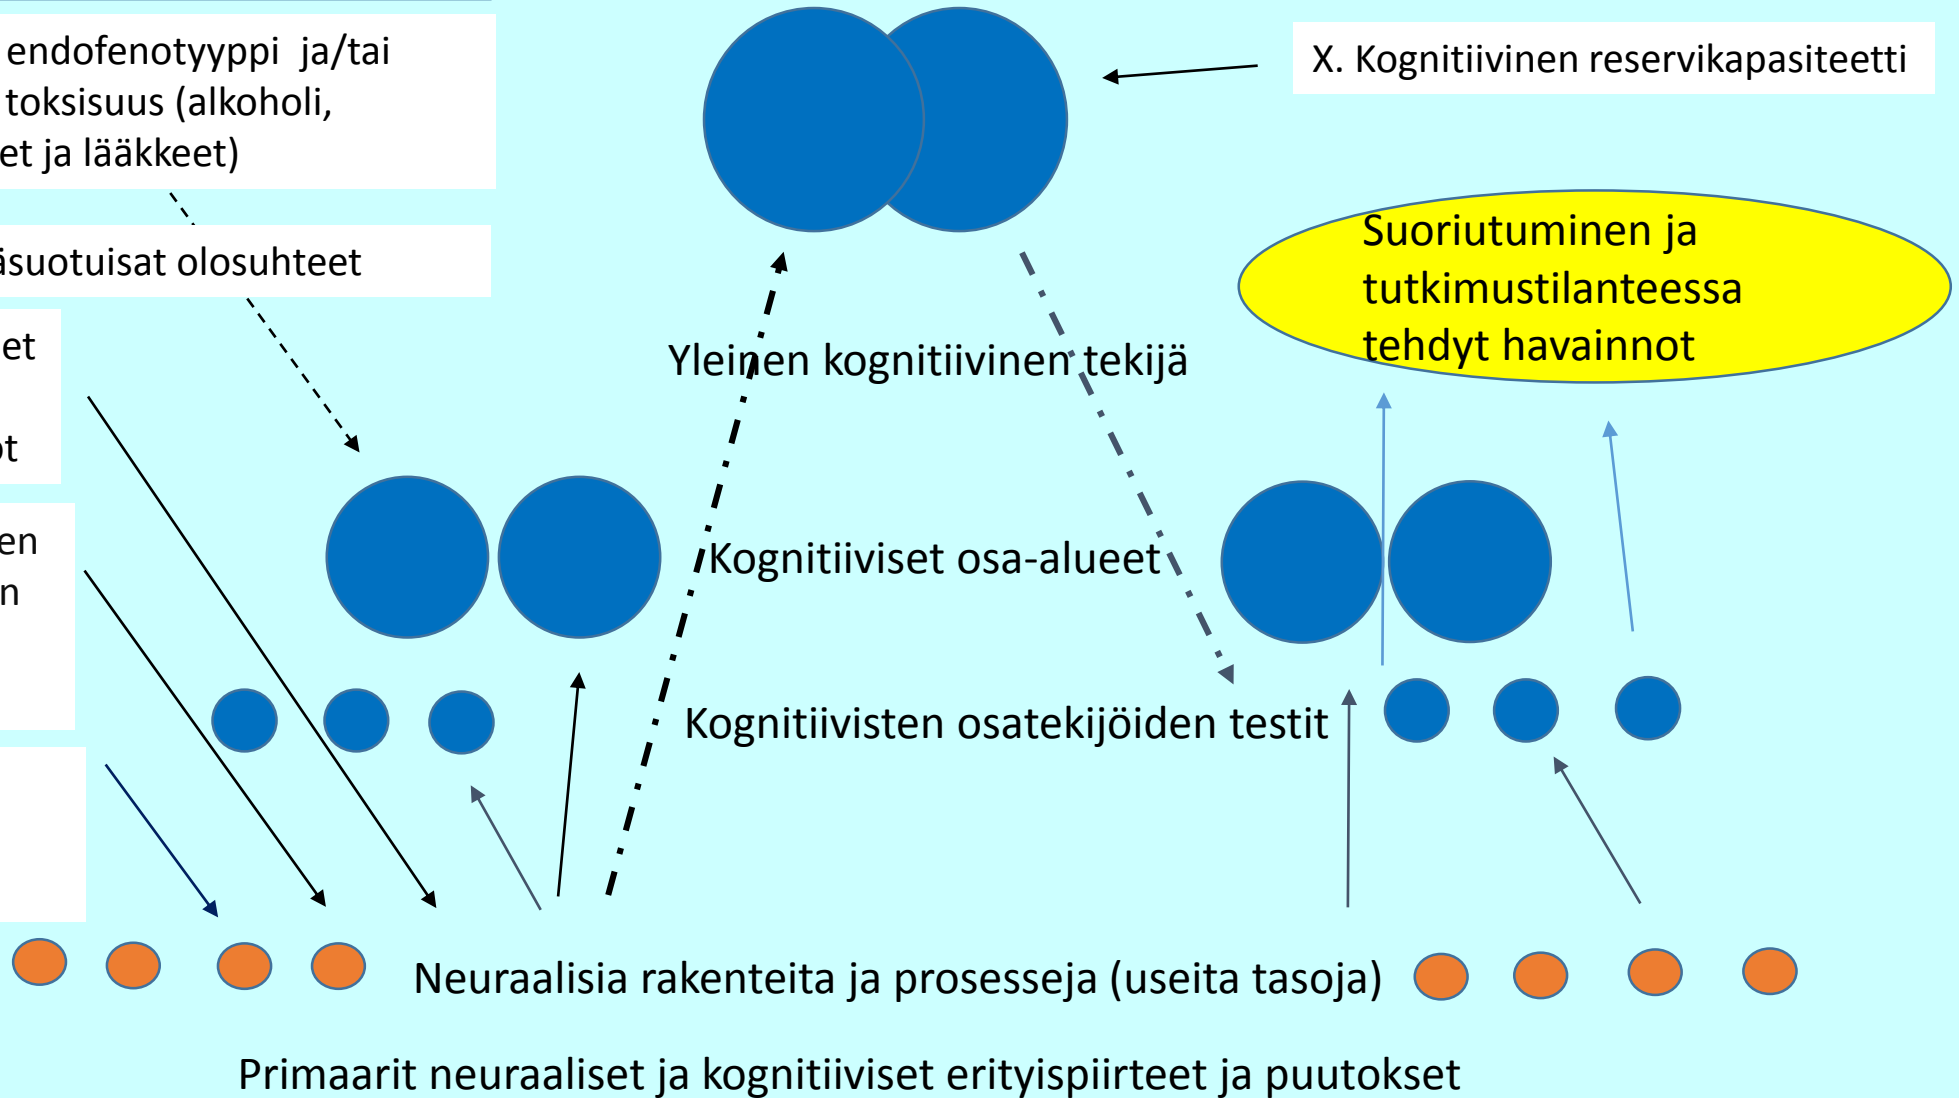 endofenotyyppi ja/tai
toksisuus (alkoholi,
et ja lääkkeet)
X. Kognitiivinen reservikapasiteetti
äsuotuisat olosuhteet
Suoriutuminen ja
tutkimustilanteessa
tehdyt havainnot
et
ot
Yleinen kognitiivinen tekijä
en
n
Kognitiiviset osa-alueet
Kognitiivisten osatekijöiden testit
Neuraalisia rakenteita ja prosesseja (useita tasoja)
Primaarit neuraaliset ja kognitiiviset erityispiirteet ja puutokset